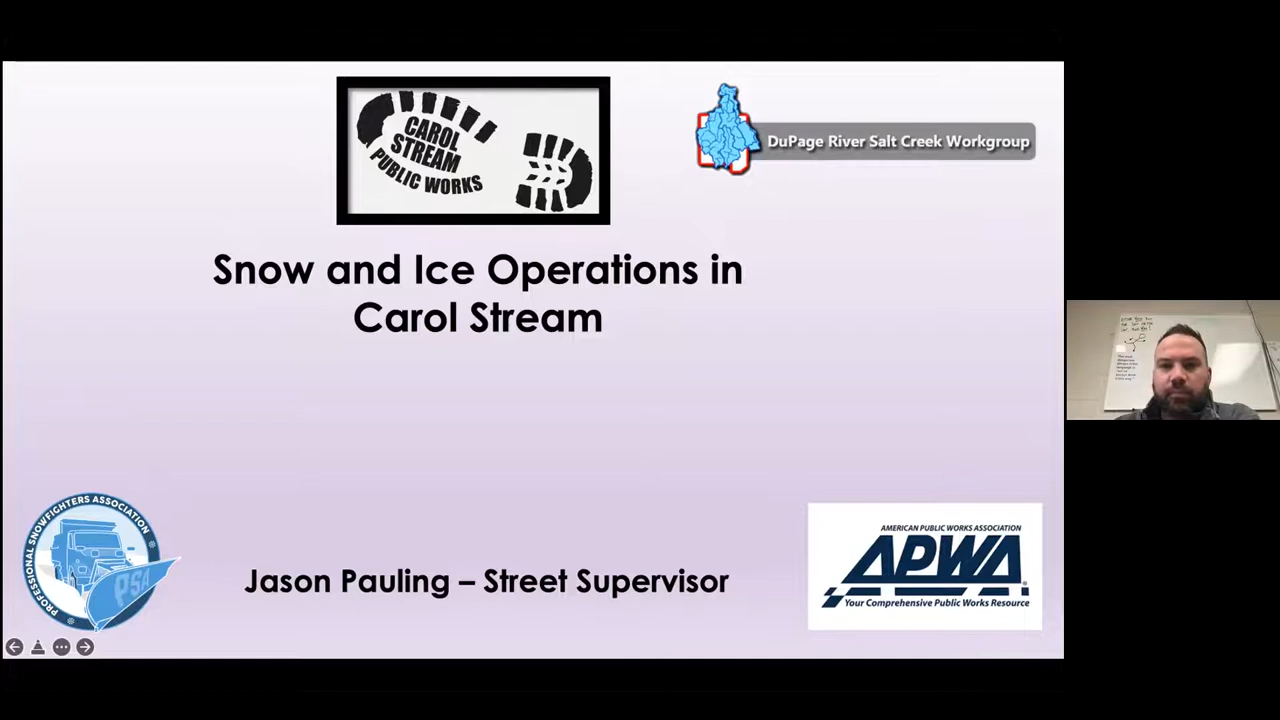 CAROL
STREAM
PUBLIC WORKS
DuPage River Salt Creek Workgroup
Snow and Ice Operations in
Carol Stream
PROFESSIONAL SNOWFIGHTERS ASSOCIATION
PSA
Jason Pauling – Street Supervisor
AMERICAN PUBLIC WORKS ASSOCIATION
APWA
Your Comprehensive Public Works Resource